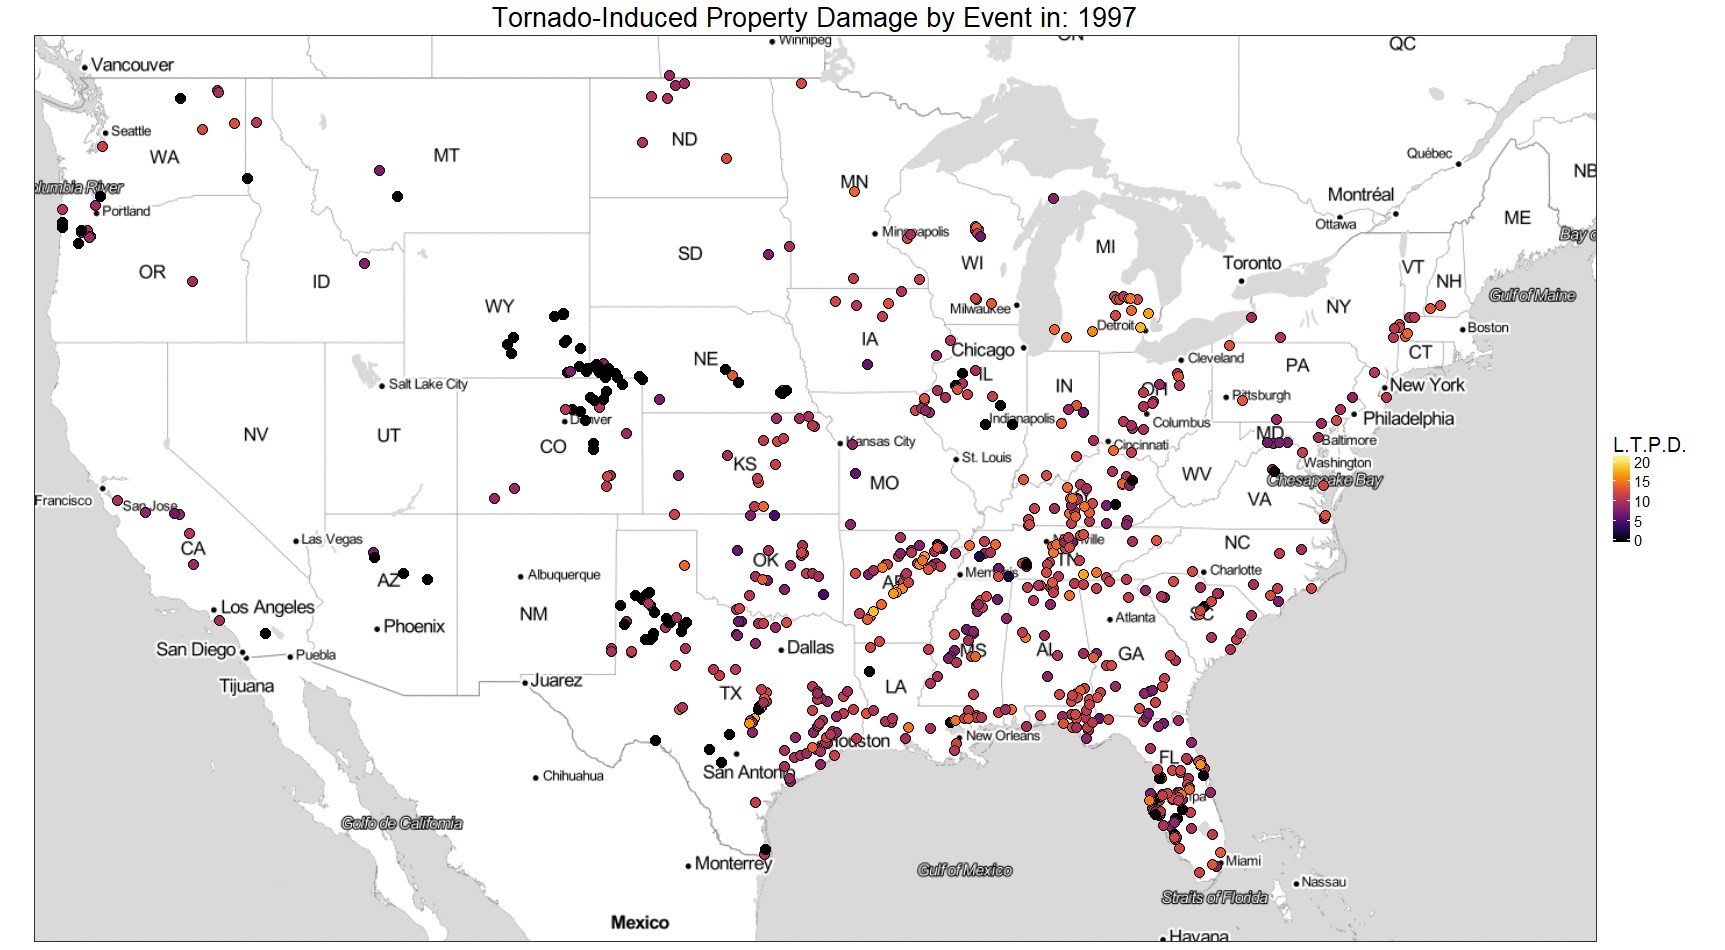 Tornado-Induced Property Damage by Event in: 1997
Winnipeg
ON
QC
Vancouver
Seattle
WA
MT
ND
MN
Québec
NB
Montréal
Ottawa
ME
olumbia River
Portland
Minneapolis
SD
WI
MI
Toronto
VT
NH
Bay o
OR
ID
WY
NY
Gulf of Maine
Milwaukee
Detroit
Boston
IA
Chicago
NE
Cleveland
PA
CT
Salt Lake City
IL
IN
OH
Pittsburgh
New York
Denver
Indianapolis
Columbus
Philadelphia
NV
UT
CO
Kansas City
Cincinnati
MD
Baltimore
KS
St. Louis
Washington
MO
WV
Chesapeake Bay
Francisco
San Jose
VA
Las Vegas
CA
OK
TN
NC
AZ
Albuquerque
Memphis
Charlotte
Los Angeles
NM
SC
Phoenix
Atlanta
San Diego
Puebla
Dallas
MS
AL
GA
Tijuana
Juarez
TX
LA
Houston
New Orleans
San Antonio
Chihuahua
FL
Golfo de California
Monterrey
Gulf of Mexico
Miami
Straits of Florida
Nassau
Mexico
Havana
L.T.P.D.
20
15
10
5
0